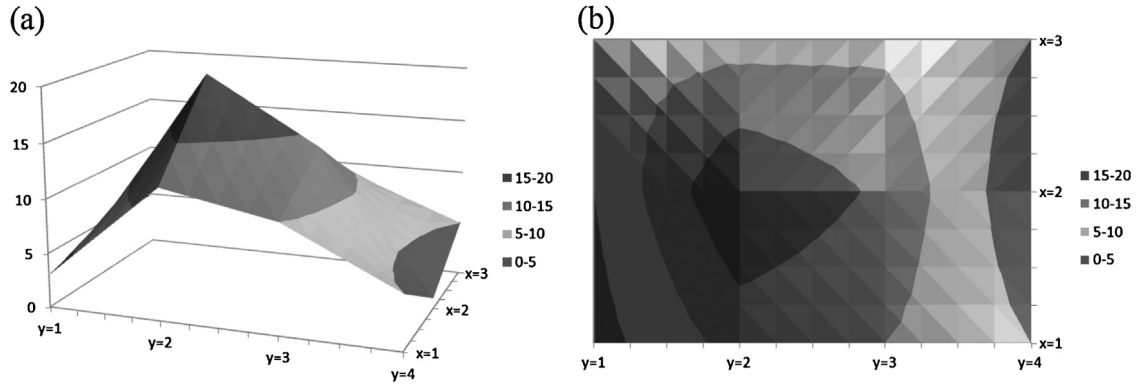 (a)
20
15
10
5
0
y=1
y=2
y=3
y=4
x=1
x=2
x=3
15-20
10-15
5-10
0-5
(b)
x=3
x=2
x=1
y=1
y=2
y=3
y=4
15-20
10-15
5-10
0-5